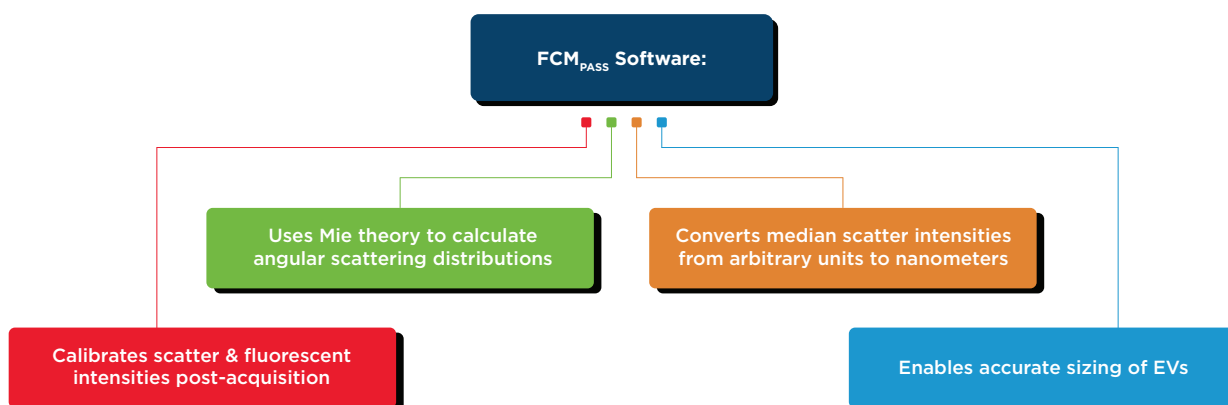 FCMPASS Software:
Uses Mie theory to calculate
angular scattering distributions
Converts median scatter intensities
from arbitrary units to nanometers
Calibrates scatter & fluorescent
intensities post-acquisition
Enables accurate sizing of EVs